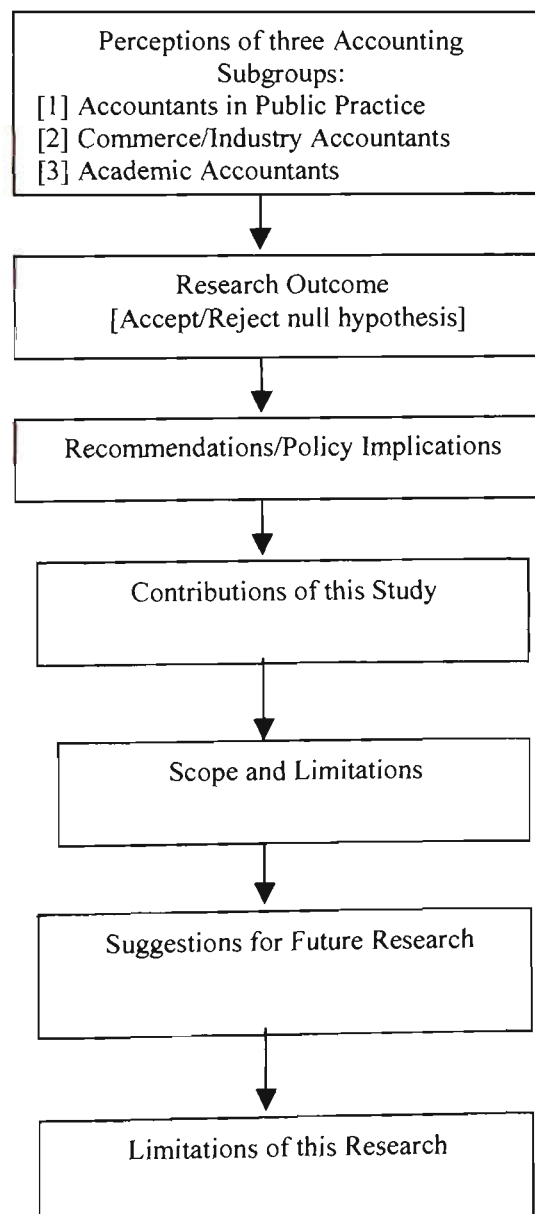 Perceptions of three Accounting
Subgroups:
[1] Accountants in Public Practice
[2] Commerce/Industry Accountants
[3] Academic Accountants
Research Outcome
[Accept/Reject null hypothesis]
Recommendations/Policy Implications
Contributions of this Study
Scope and Limitations
Suggestions for Future Research
Limitations of this Research